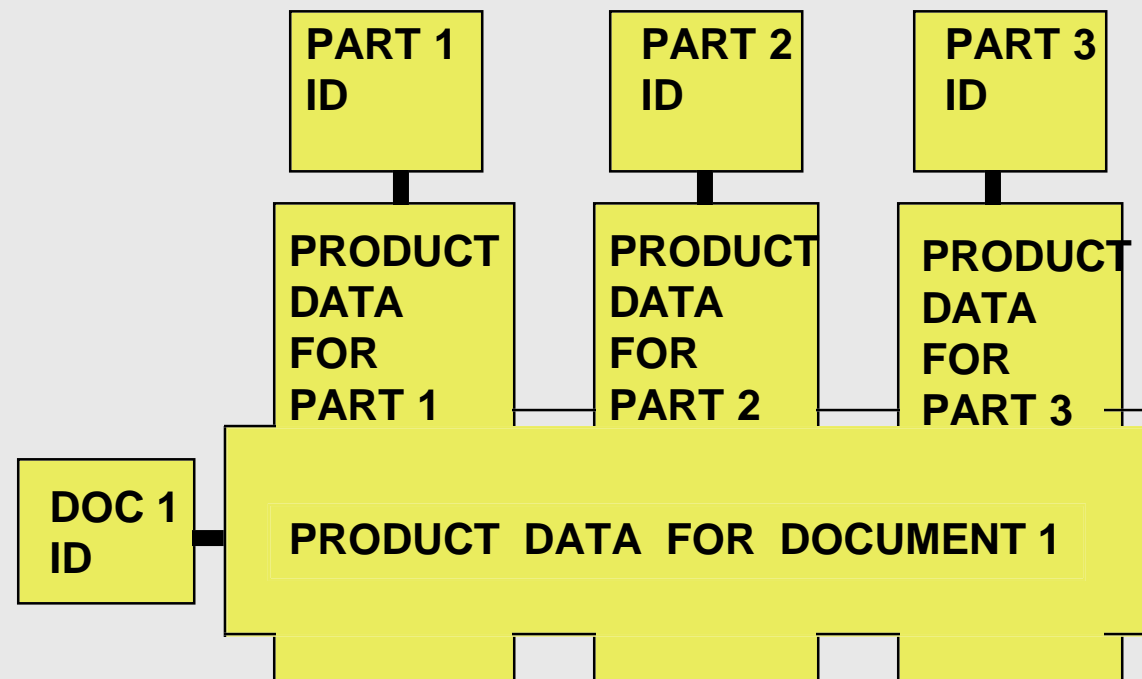 PART 1
ID
PART 2
ID
PART 3
ID
PRODUCT
DATA
FOR
PART 1
PRODUCT
DATA
FOR
PART 2
PRODUCT
DATA
FOR
PART 3
DOC 1
ID
PRODUCT DATA FOR DOCUMENT 1